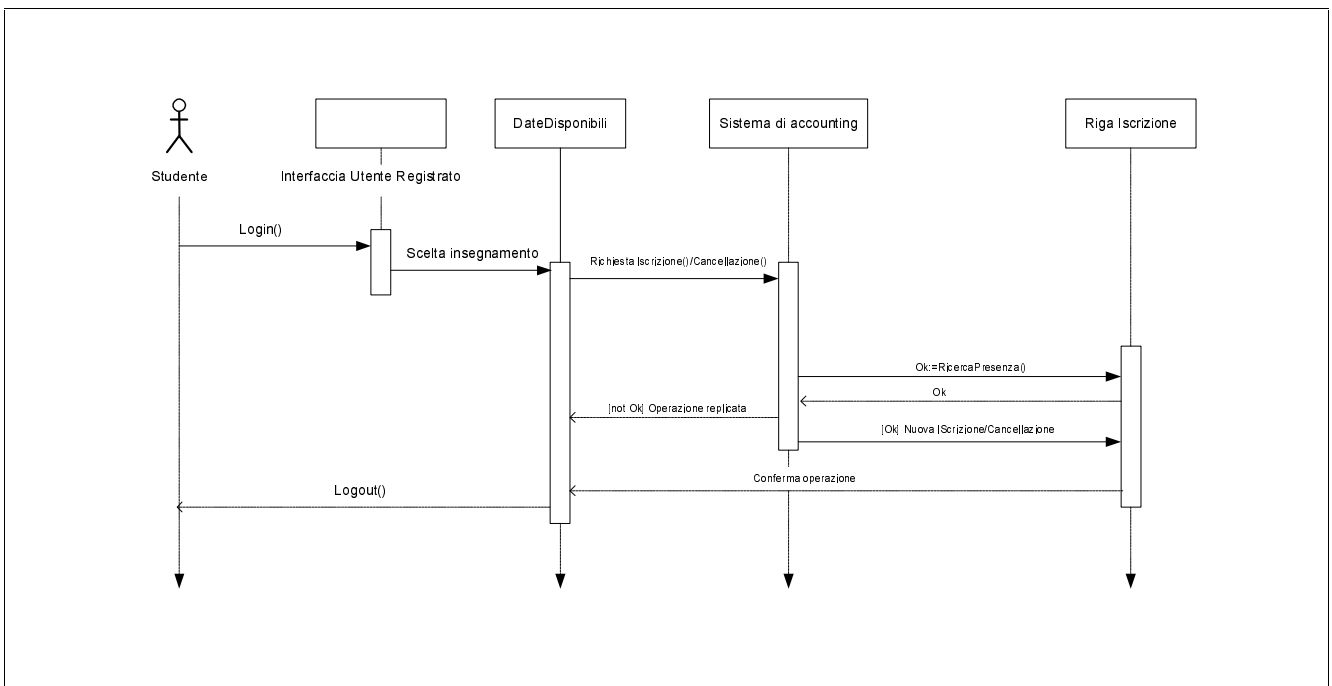 DateDisponibili
Sistema di accounting
Riga Iscrizione
Studente
Interfaccia Utente Registrato
Login()
Scelta insegnamento
Richiesta Iscrizione()/Cancellazione()
Ok:=RicercaPresenza()
Ok
[not Ok] Operazione replicata
[Ok] Nuova IScrizione/Cancellazione
Conferma operazione
Logout()